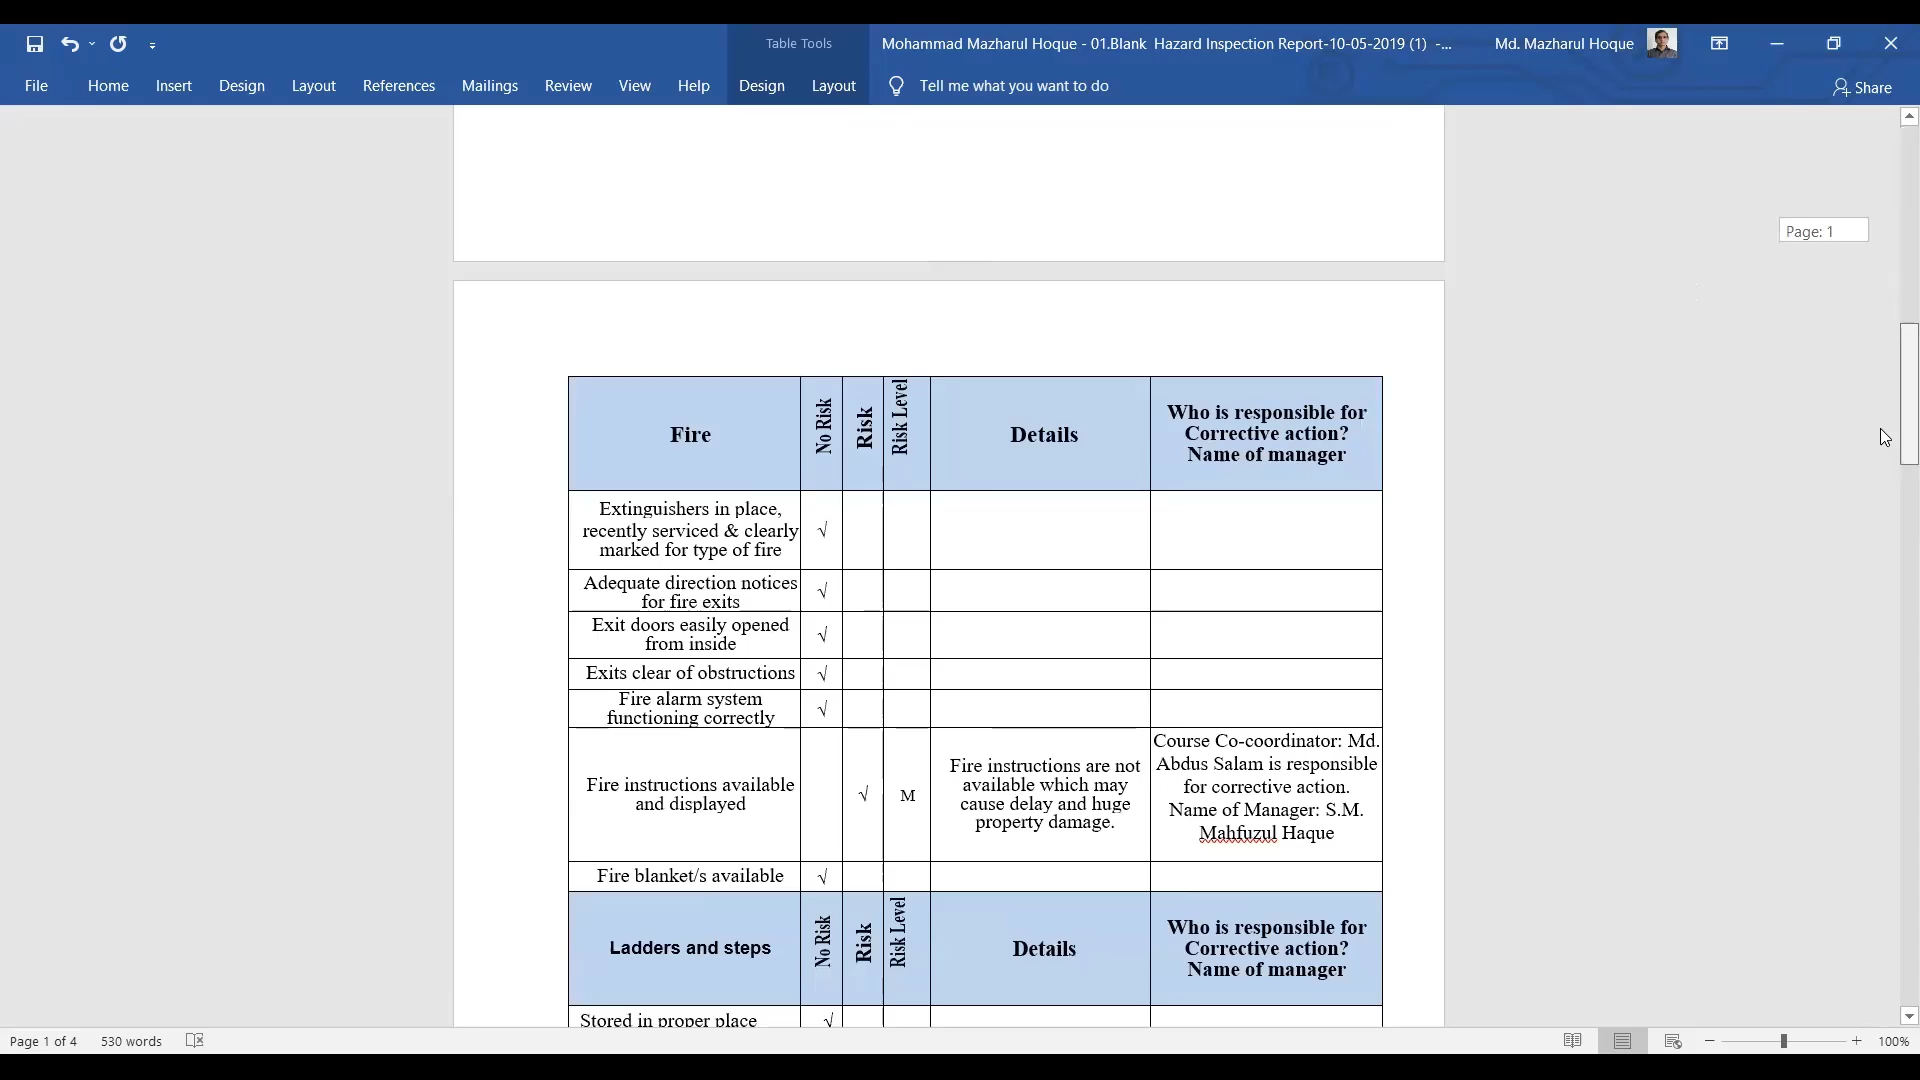 Table Tools
Mohammad Mazharul Hoque - 01.Blank Hazard Inspection Report-10-05-2019 (1) -...
Md. Mazharul Hoque
File Home Insert Design Layout References Mailings Review View Help Design Layout Tell me what you want to do Share
Page: 1
Fire No Risk Risk Risk Level Details
Who is responsible for
Corrective action?
Name of manager
Extinguishers in place,
recently serviced & clearly
marked for type of fire
√
Adequate direction notices
for fire exits
√
Exit doors easily opened
from inside
√
Exits clear of obstructions √
Fire alarm system
functioning correctly
√
Fire instructions available
and displayed
√ M
Fire instructions are not
available which may
cause delay and huge
property damage.
Course Co-coordinator: Md.
Abdus Salam is responsible
for corrective action.
Name of Manager: S.M.
Mahfuzul Haque
Fire blanket/s available √
Ladders and steps No Risk Risk Risk Level Details
Who is responsible for
Corrective action?
Name of manager
Stored in proper place √
Page 1 of 4 530 words 100%